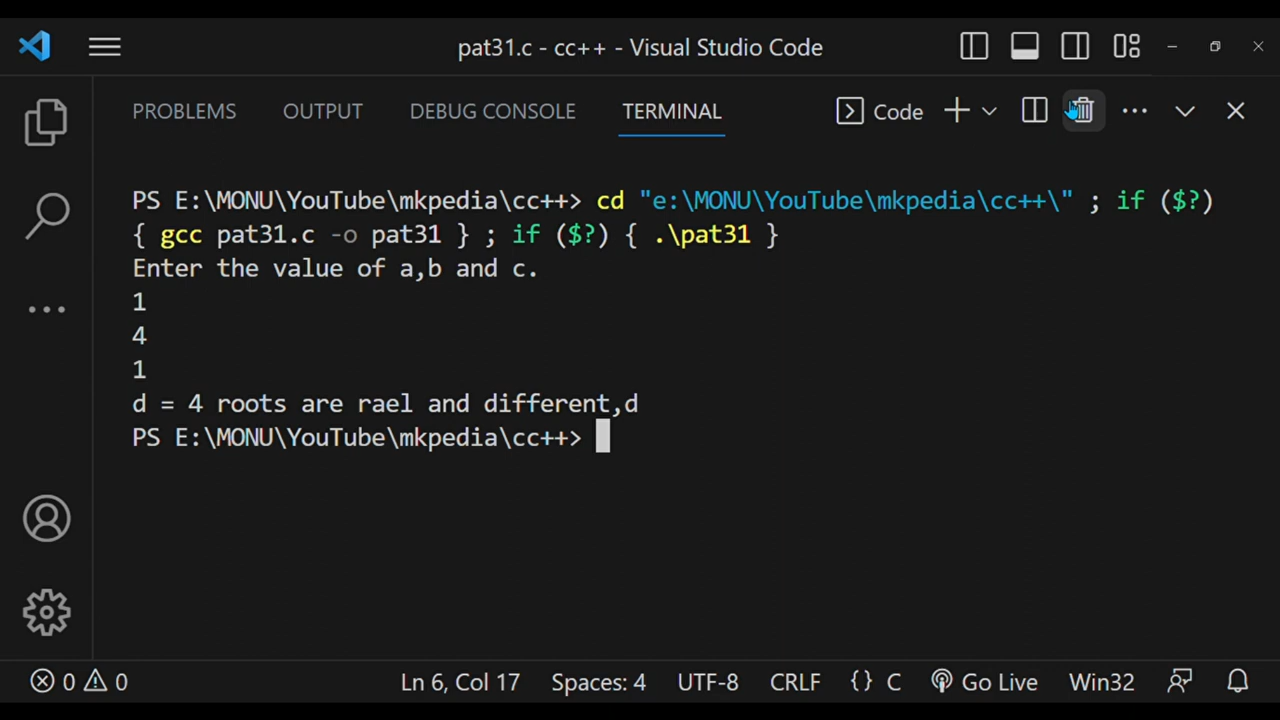 pat31.c - cc++ - Visual Studio Code
PROBLEMS OUTPUT DEBUG CONSOLE TERMINAL Code
PS E:\MONU\YouTube\mkpedia\cc++> cd "e:\MONU\YouTube\mkpedia\cc++\" ; if ($?)
{ gcc pat31.c -o pat31 } ; if ($?) { .\pat31 }
Enter the value of a,b and c.
1
4
1
d = 4 roots are rael and different,d
PS E:\MONU\YouTube\mkpedia\cc++>
0 0 Ln 6, Col 17 Spaces: 4 UTF-8 CRLF {} C Go Live Win32